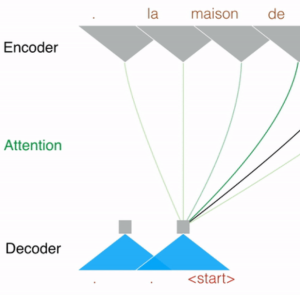 . la maison de
Encoder
Attention
Decoder
. . <start>